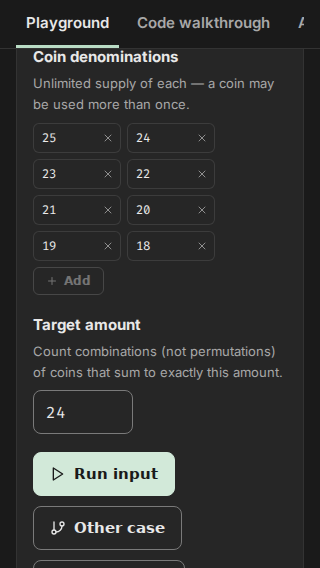 Playground Code walkthrough
Coin denominations
Unlimited supply of each — a coin may
be used more than once.
25 24
23 22
21 20
19 18
Add
Target amount
Count combinations (not permutations)
of coins that sum to exactly this amount.
24
Run input
Other case